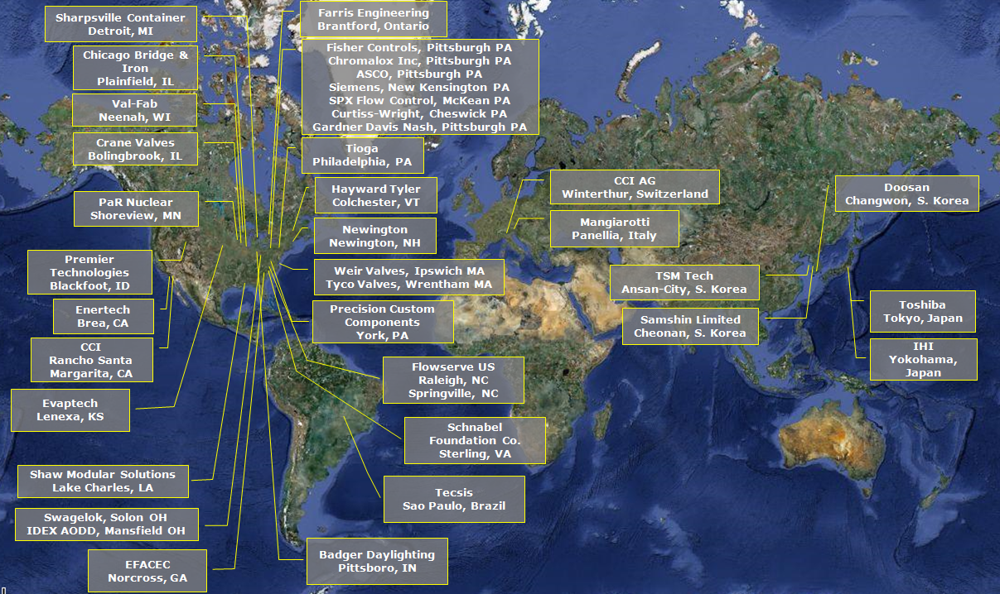 Sharpsville Container
Detroit, MI
Chicago Bridge &
Iron
Plainfield, IL
Val-Fab
Neenah, WI
Crane Valves
Bolingbrook, IL
PaR Nuclear
Shoreview, MN
Premier
Technologies
Blackfoot, ID
Enertech
Brea, CA
CCI
Rancho Santa
Margarita, CA
Evaptech
Lenexa, KS
Shaw Modular Solutions
Lake Charles, LA
Swagelok, Solon OH
IDEX AODD, Mansfield OH
EFACEC
Norcross, GA
Farris Engineering
Brantford, Ontario
Fisher Controls, Pittsburgh PA
Chromalox Inc, Pittsburgh PA
ASCO, Pittsburgh PA
Siemens, New Kensington PA
SPX Flow Control, McKean PA
Curtiss-Wright, Cheswick PA
Gardner Davis Nash, Pittsburgh PA
Tioga
Philadelphia, PA
Hayward Tyler
Colchester, VT
Newington
Newington, NH
Weir Valves, Ipswich MA
Tyco Valves, Wrentham MA
Precision Custom
Components
York, PA
Flowserve US
Raleigh, NC
Springville, NC
Schnabel
Foundation Co.
Sterling, VA
Tecsis
Sao Paulo, Brazil
Badger Daylighting
Pittsboro, IN
CCI AG
Winterthur, Switzerland
Mangiarotti
Panellia, Italy
TSM Tech
Ansan-City, S. Korea
Samshin Limited
Cheonan, S. Korea
Doosan
Changwon, S. Korea
Toshiba
Tokyo, Japan
IHI
Yokohama,
Japan